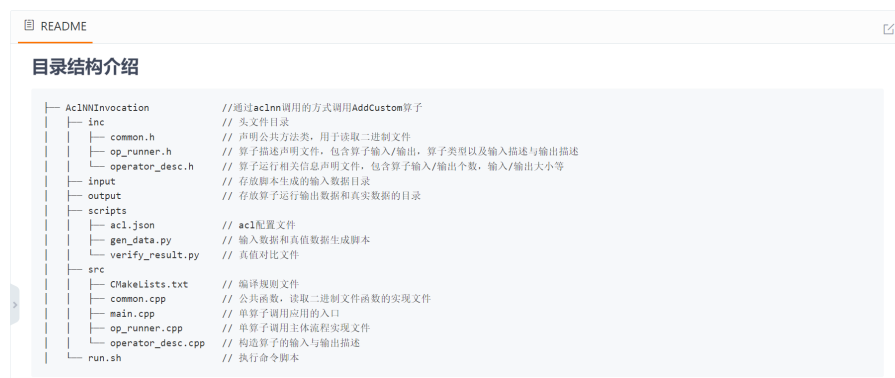 README
目录结构介绍
├── AclNNInvocation //通过aclnn调用的方式调用AddCustom算子
│   ├── inc // 头文件目录
│   │   ├── common.h // 声明公共方法类，用于读取二进制文件
│   │   ├── op_runner.h // 算子描述声明文件，包含算子输入/输出，算子类型以及输入描述与输出描述
│   │   └── operator_desc.h // 算子运行相关信息声明文件，包含算子输入/输出个数，输入/输出大小等
│   ├── input // 存放脚本生成的输入数据目录
│   ├── output // 存放算子运行输出数据和真实数据的目录
│   ├── scripts
│   │   ├── acl.json // acl配置文件
│   │   ├── gen_data.py // 输入数据和真值数据生成脚本
│   │   └── verify_result.py // 真值对比文件
│   ├── src
│   │   ├── CMakeLists.txt // 编译规则文件
│   │   ├── common.cpp // 公共函数，读取二进制文件函数的实现文件
│   │   ├── main.cpp // 单算子调用应用的入口
│   │   ├── op_runner.cpp // 单算子调用主体流程实现文件
│   │   └── operator_desc.cpp // 构造算子的输入与输出描述
│   └── run.sh // 执行命令脚本